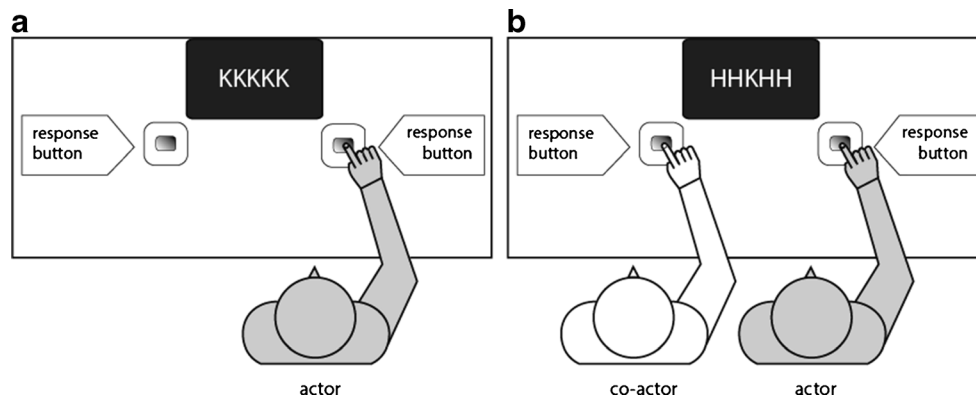 a
KKKKK
response
button
response
button
actor
b
HHKHH
response
button
response
button
co-actor
actor